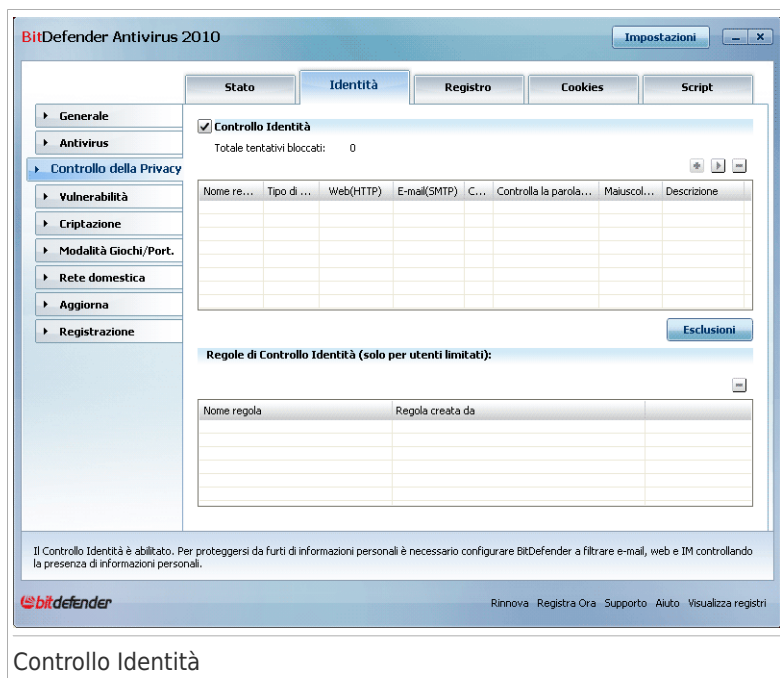 BitDefender Antivirus 2010
Impostazioni
Stato
Identità
Registro
Cookies
Script
Generale
Antivirus
Controllo della Privacy
Vulnerabilità
Criptazione
Modalità Giochi/Port.
Rete domestica
Aggiorna
Registrazione
Controllo Identità
Totale tentativi bloccati: 0
Nome re... Tipo di ... Web(HTTP) E-mail(SMTP) C... Controlla la parola... Maiuscol... Descrizione
Esclusioni
Regole di Controllo Identità (solo per utenti limitati):
Nome regola Regola creata da
Il Controllo Identità è abilitato. Per proteggersi da furti di informazioni personali è necessario configurare BitDefender a filtrare e-mail, web e IM controllando
la presenza di informazioni personali.
bitdefender
Rinnova Registra Ora Supporto Aiuto Visualizza registri
Controllo Identità